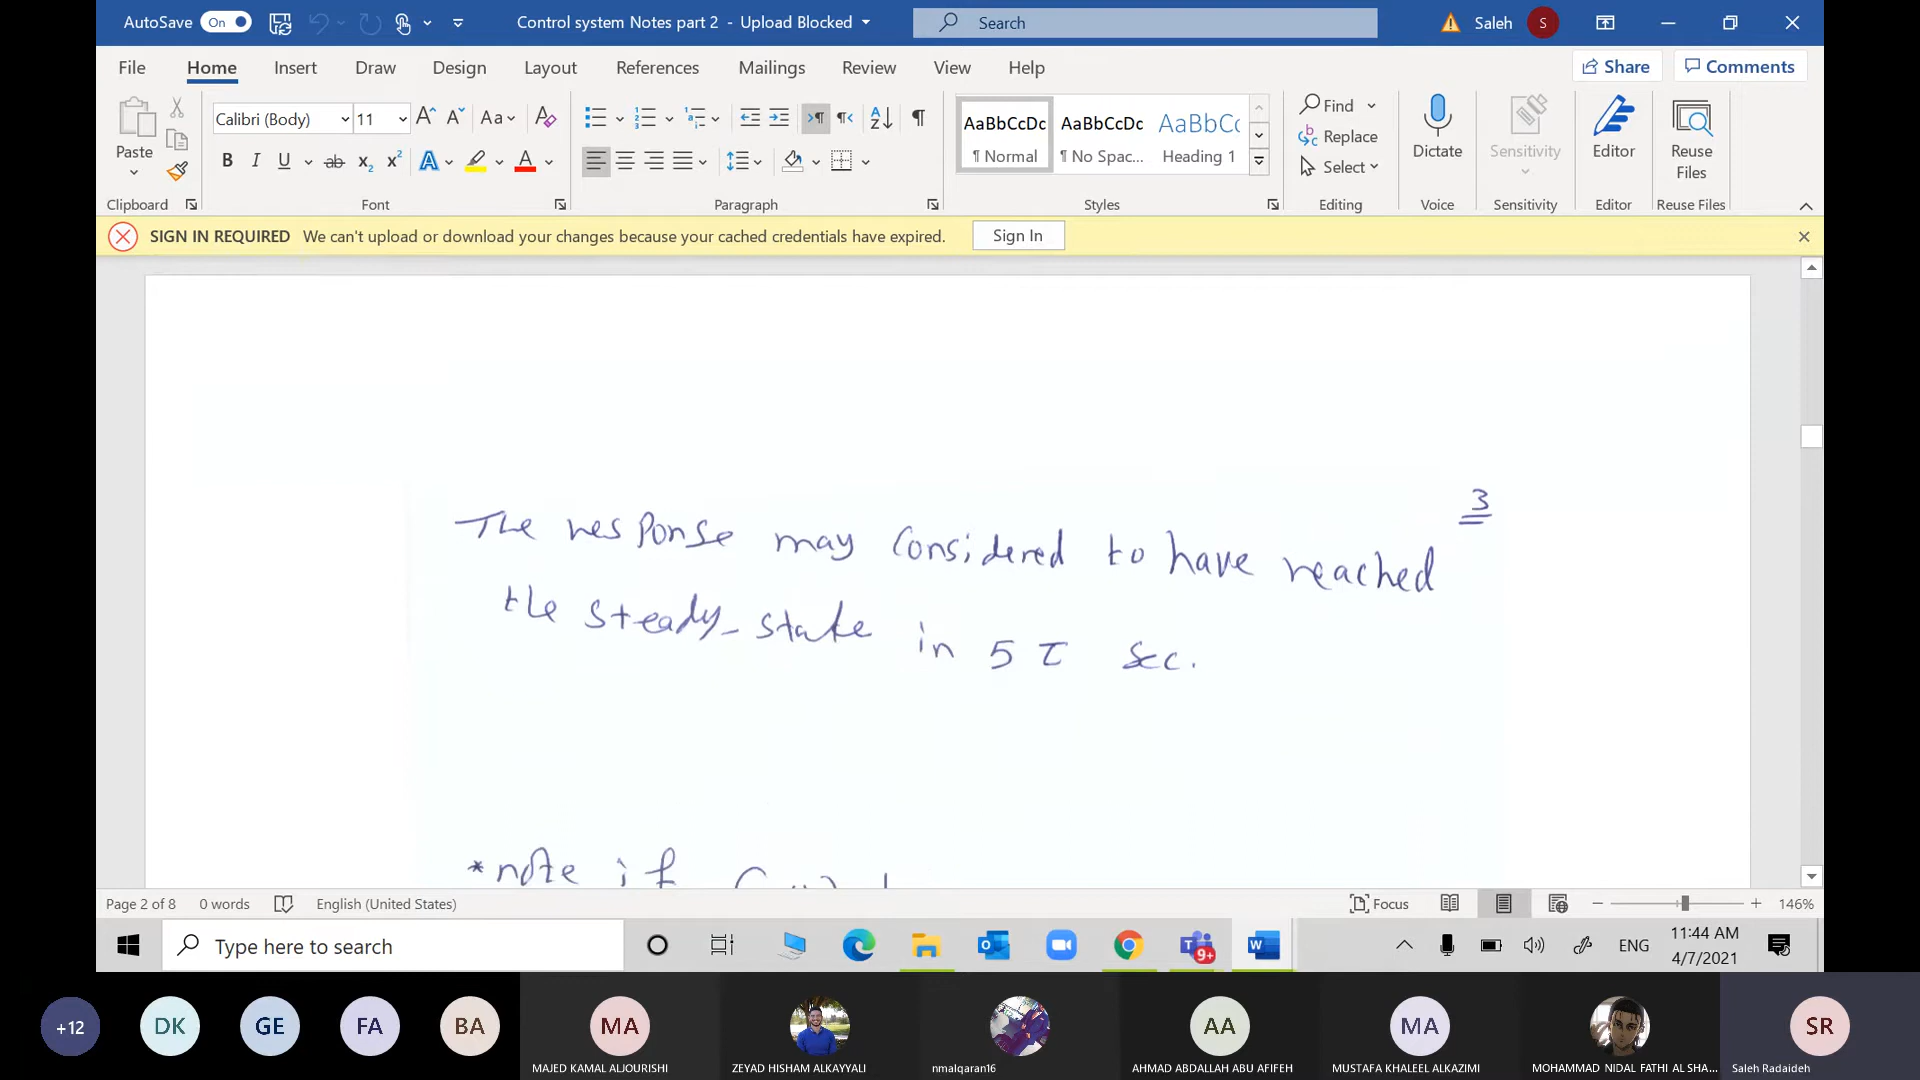 AutoSave On Control system Notes part 2 - Upload Blocked Search Saleh S
File Home Insert Draw Design Layout References Mailings Review View Help Share Comments
Paste Calibri (Body) 11 Aa
B I U ab x₂ x² A A
AaBbCcDc AaBbCcDc AaBbCc
¶ Normal ¶ No Spac... Heading 1
Find
Replace
Select
Dictate
Sensitivity
Editor
Reuse Files
Clipboard Font Paragraph Styles Editing Voice Sensitivity Editor Reuse Files
SIGN IN REQUIRED We can't upload or download your changes because your cached credentials have expired. Sign In
3
The response may considered to have reached
the steady-state in 5 τ sec.
*note if
Page 2 of 8 0 words English (United States) Focus 146%
Type here to search 9+ ENG 11:44 AM
4/7/2021
+12 DK GE FA BA MA AA MA SR
MAJED KAMAL ALJOURISHI ZEYAD HISHAM ALKAYYALI nmalqaran16 AHMAD ABDALLAH ABU AFIFEH MUSTAFA KHALEEL ALKAZIMI MOHAMMAD NIDAL FATHI AL SHA... Saleh Radaideh